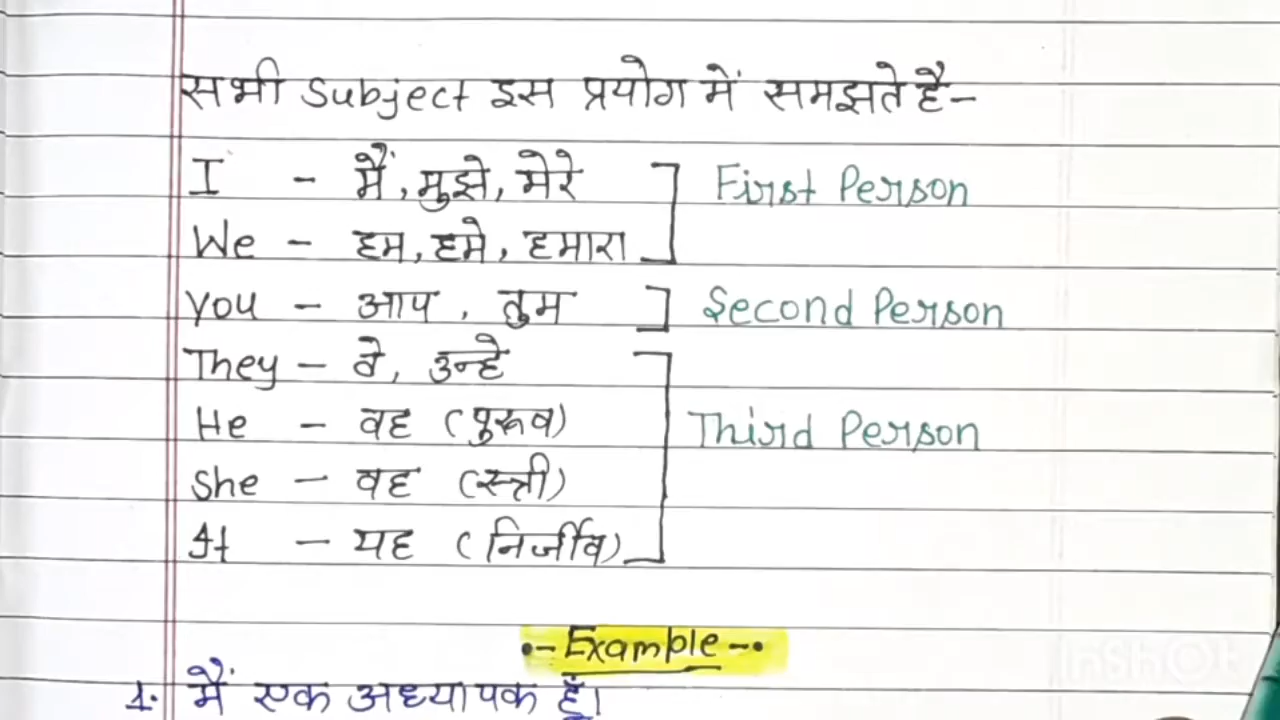 सभी Subject इस प्रयोग में समझते है-
I - मैं, मुझे, मेरे
First Person
We - हम, हमे, हमारा
You - आप, तुम
Second Person
They - वे, उन्हे
He - वह (पुरूष)
Third Person
She - वह (स्त्री)
It - यह (निर्जीव)
•- Example -•
1. मैं एक अध्यापक हूँ।
InShOt